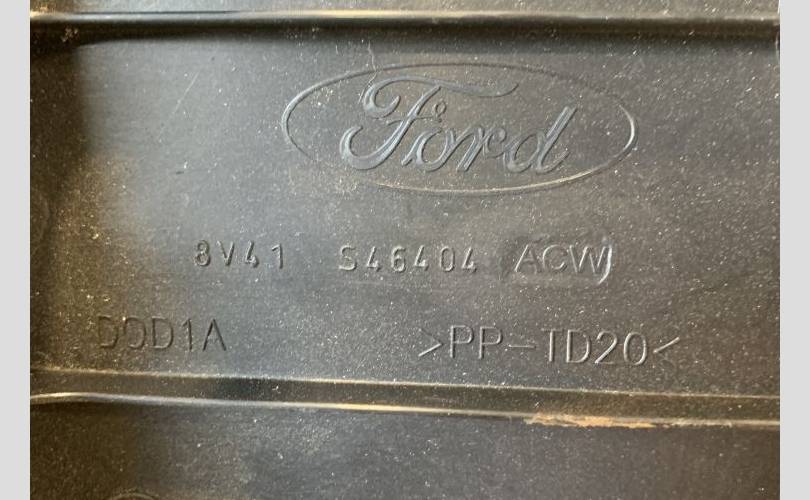 Ford
8V41 S46404 ACW
DOD1A >PP-TD20<